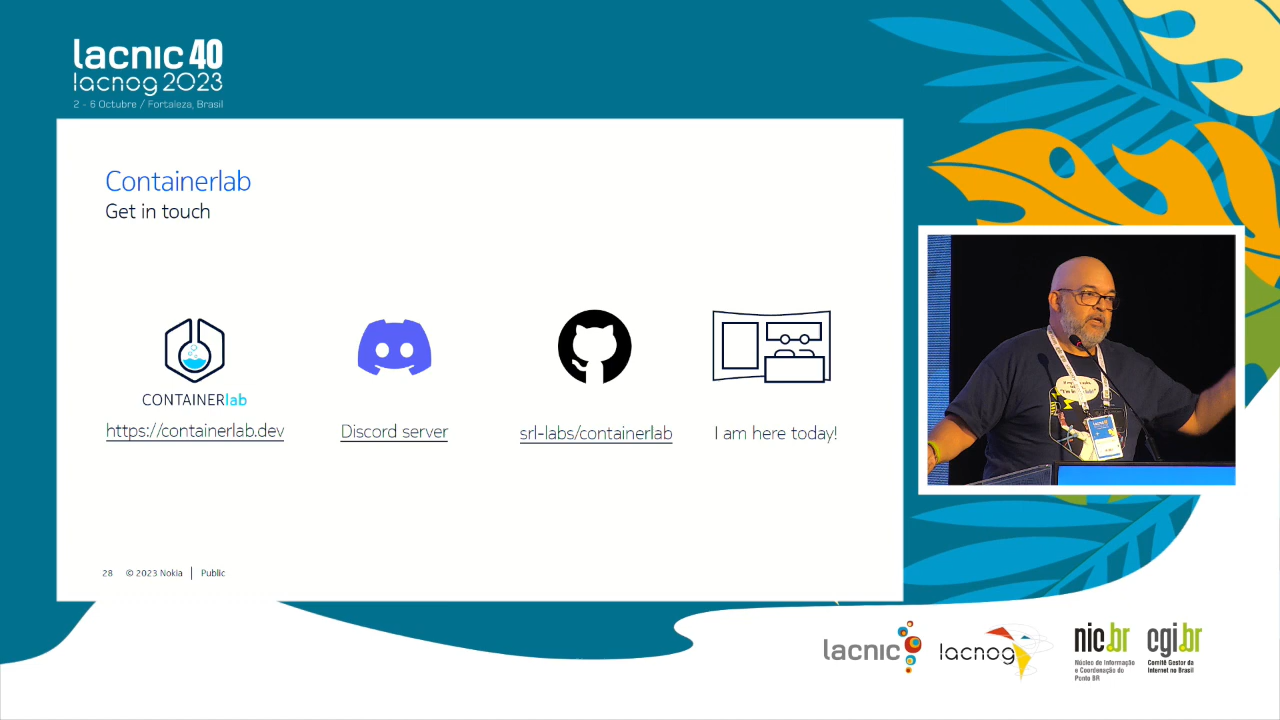 lacnic 40
lacnog 2023
2 - 6 Octubre / Fortaleza, Brasil
Containerlab
Get in touch
CONTAINERlab
https://containerlab.dev
Discord server
srl-labs/containerlab
I am here today!
28 © 2023 Nokia | Public
lacnic
lacnog
nic.br
Núcleo de Informação
e Coordenação do
Ponto BR
cgi.br
Comitê Gestor da
Internet no Brasil